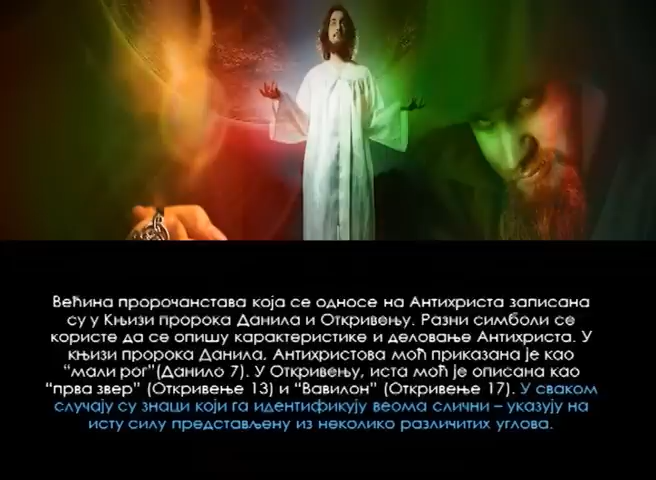 Већина пророчанстава која се односе на Антихриста записана
су у Књизи пророка Данила и Откривењу. Разни симболи се
користе да се опишу карактеристике и деловање Антихриста. У
књизи пророка Данила, Антихристова моћ приказана је као
“мали рог”(Данило 7). У Откривењу, иста моћ је описана као
“прва звер” (Откривење 13) и “Вавилон” (Откривење 17). У сваком
случају су знаци који га идентификују веома слични – указују на
исту силу представљену из неколико различитих углова.